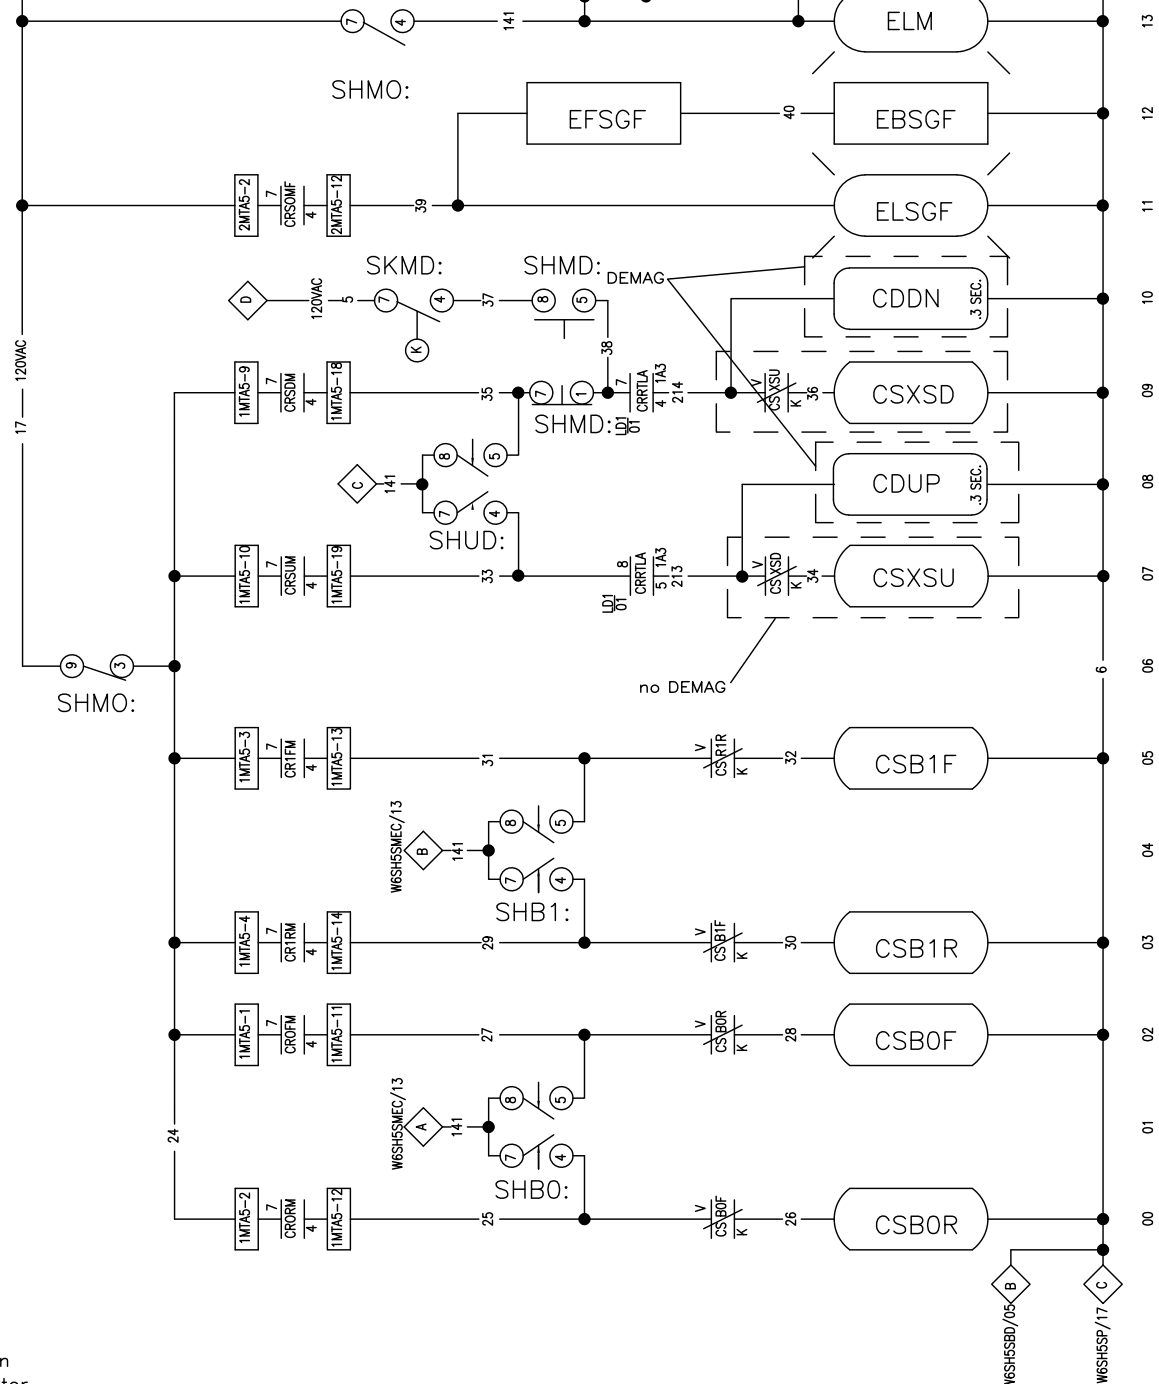 7
4
141
ELM
13
SHMO:
EFSGF
40
EBSGF
12
2MTA5-2
7
CRSOMF
4
2MTA5-12
39
ELSGF
11
SKMD:
SHMD:
DEMAG
D
120VAC
5
7
4
37
8
5
CDDN
.3 SEC.
10
K
38
17
120VAC
1MTA5-9
7
CRSDM
4
1MTA5-18
35
7
1
7
CRRTLA
4
1A3
214
V
CSXSU
K
36
CSXSD
09
SHMD:
LD1
01
C
141
8
5
7
4
CDUP
.3 SEC.
08
SHUD:
1MTA5-10
7
CRSUM
4
1MTA5-19
33
LD1
01
8
CRRTLA
5
1A3
213
V
CSXSD
K
34
CSXSU
07
9
3
6
06
SHMO:
no DEMAG
1MTA5-3
7
CR1FM
4
1MTA5-13
31
V
CSR1R
K
32
CSB1F
05
W6SH5SMEC/13
B
141
8
5
7
4
04
SHB1:
1MTA5-4
7
CR1RM
4
1MTA5-14
29
V
CSB1F
K
30
CSB1R
03
1MTA5-1
7
CR0FM
4
1MTA5-11
27
V
CSB0R
K
28
CSB0F
02
W6SH5SMEC/13
A
141
8
5
7
4
24
01
SHB0:
1MTA5-2
7
CR0RM
4
1MTA5-12
25
V
CSB0F
K
26
CSB0R
00
B
C
W6SH5SBD/05
W6SH5SP/17
n